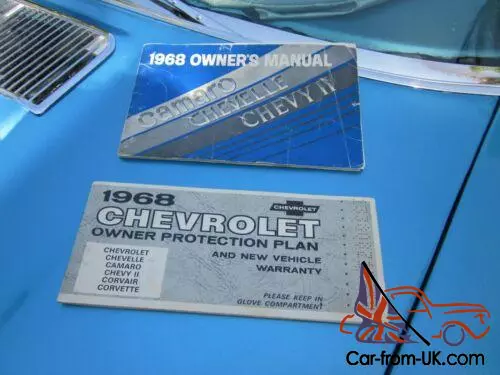 1968 OWNER'S MANUAL
camaro
CHEVELLE
CHEVY II
1968
CHEVROLET
CHEVROLET
OWNER PROTECTION PLAN
AND NEW VEHICLE
WARRANTY
CHEVROLET
CHEVELLE
CAMARO
CHEVY II
CORVAIR
CORVETTE
PLEASE KEEP IN
GLOVE COMPARTMENT
Car-from-UK.com